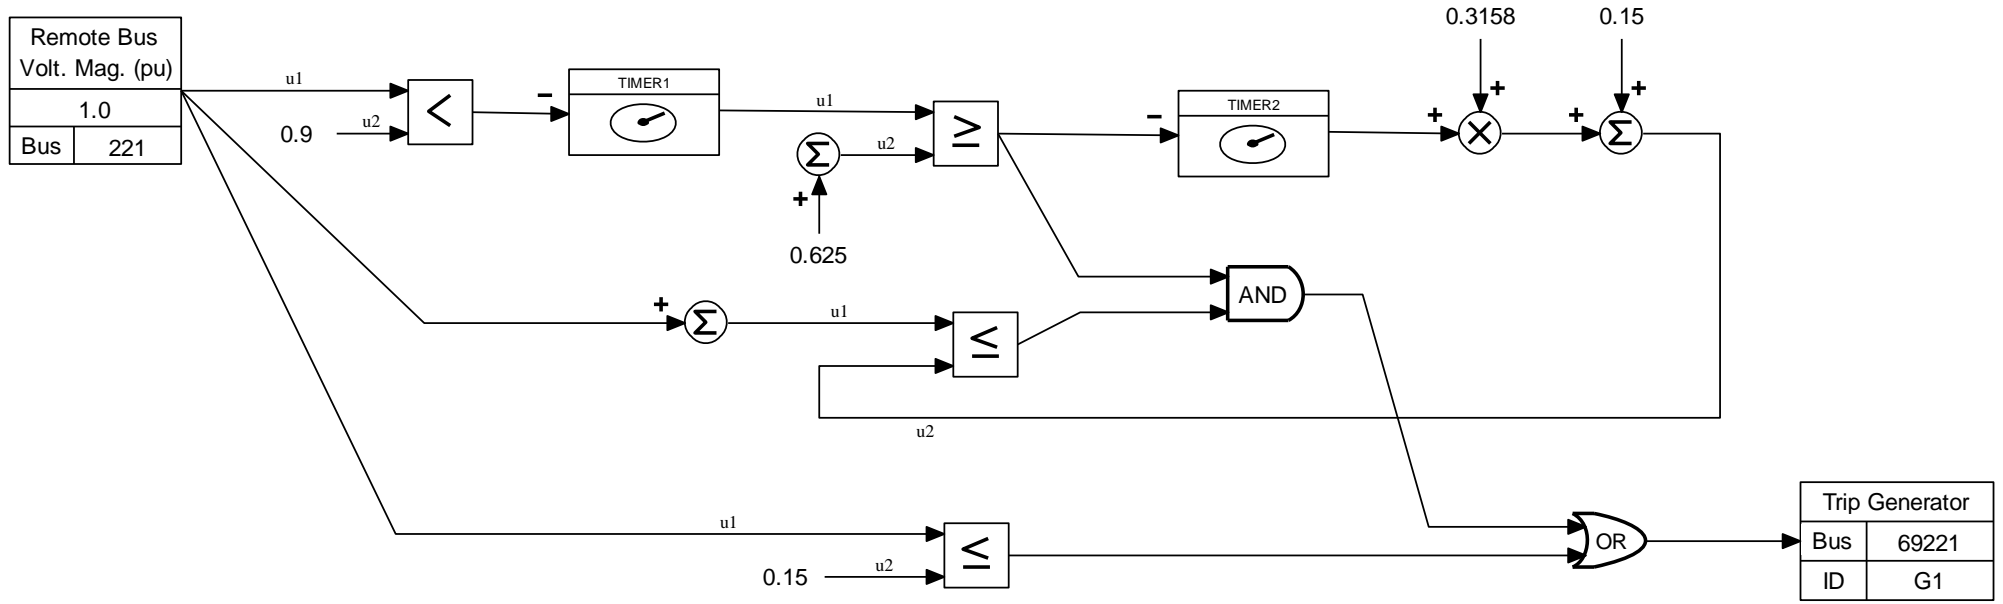 Remote Bus
Volt. Mag. (pu)
1.0
Bus 221
u1
0.9
u2
<
−
TIMER1
u1
Σ
u2
+
0.625
≥
−
TIMER2
0.3158
+
+
×
0.15
+
+
Σ
+
Σ
u1
≤
u2
AND
u1
0.15
u2
≤
OR
Trip Generator
Bus 69221
ID G1